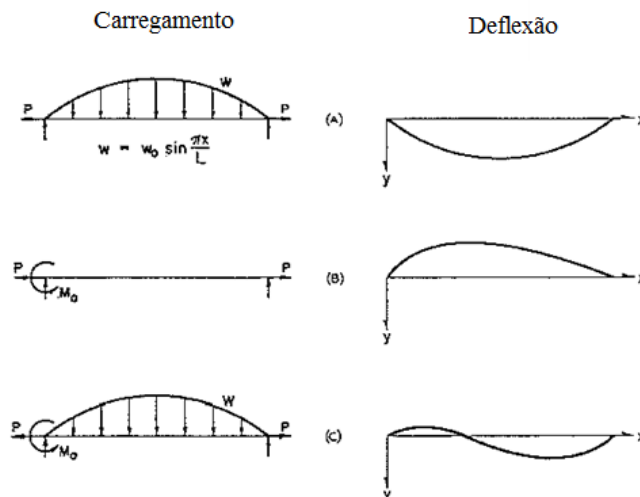 Carregamento Deflexão
P w P (A) x
w = w₀ sin πx/L
y
P P (B) x
M₀
y
P w P (C) x
M₀
y